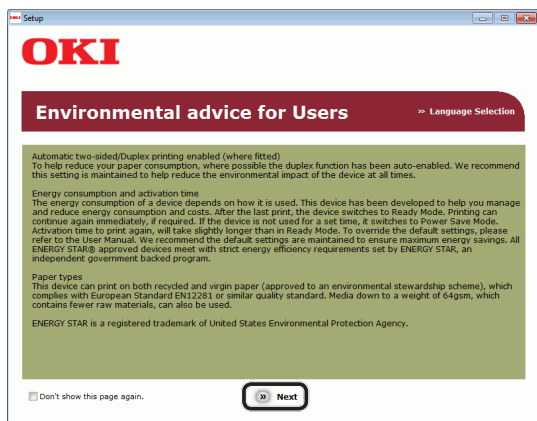 OKI Setup
OKI
Environmental advice for Users
» Language Selection
Automatic two-sided/Duplex printing enabled (where fitted)
To help reduce your paper consumption, where possible the duplex function has been auto-enabled. We recommend
this setting is maintained to help reduce the environmental impact of the device at all times.
Energy consumption and activation time
The energy consumption of a device depends on how it is used. This device has been developed to help you manage
and reduce energy consumption and costs. After the last print, the device switches to Ready Mode. Printing can
continue again immediately, if required. If the device is not used for a set time, it switches to Power Save Mode.
Activation time to print again, will take slightly longer than in Ready Mode. To override the default settings, please
refer to the User Manual. We recommend the default settings are maintained to ensure maximum energy savings. All
ENERGY STAR® approved devices meet with strict energy efficiency requirements set by ENERGY STAR, an
independent government backed program.
Paper types
This device can print on both recycled and virgin paper (approved to an environmental stewardship scheme), which
complies with European Standard EN12281 or similar quality standard. Media down to a weight of 64gsm, which
contains fewer raw materials, can also be used.
ENERGY STAR is a registered trademark of United States Environmental Protection Agency.
Don't show this page again.
» Next